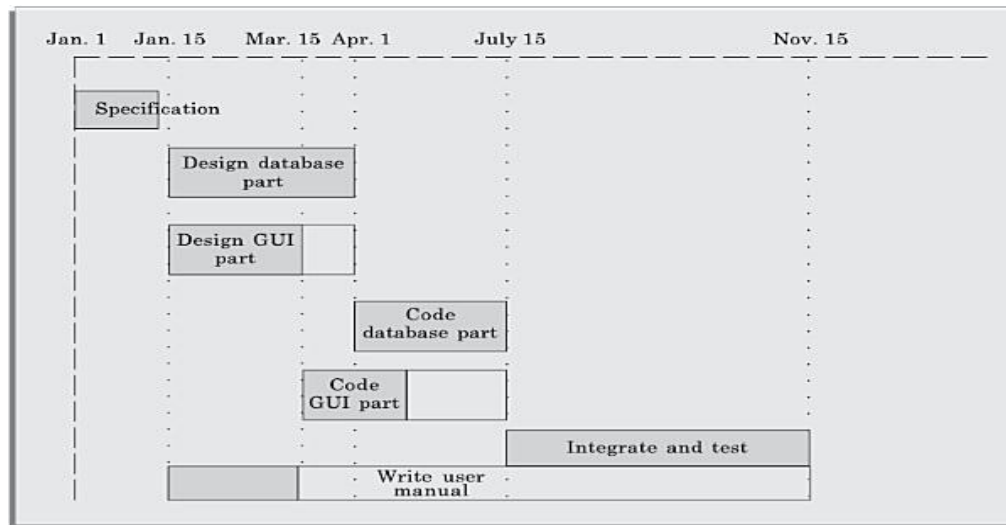 Jan. 1 Jan. 15 Mar. 15 Apr. 1 July 15 Nov. 15
Specification
Design database
part
Design GUI
part
Code
database part
Code
GUI part
Integrate and test
Write user
manual